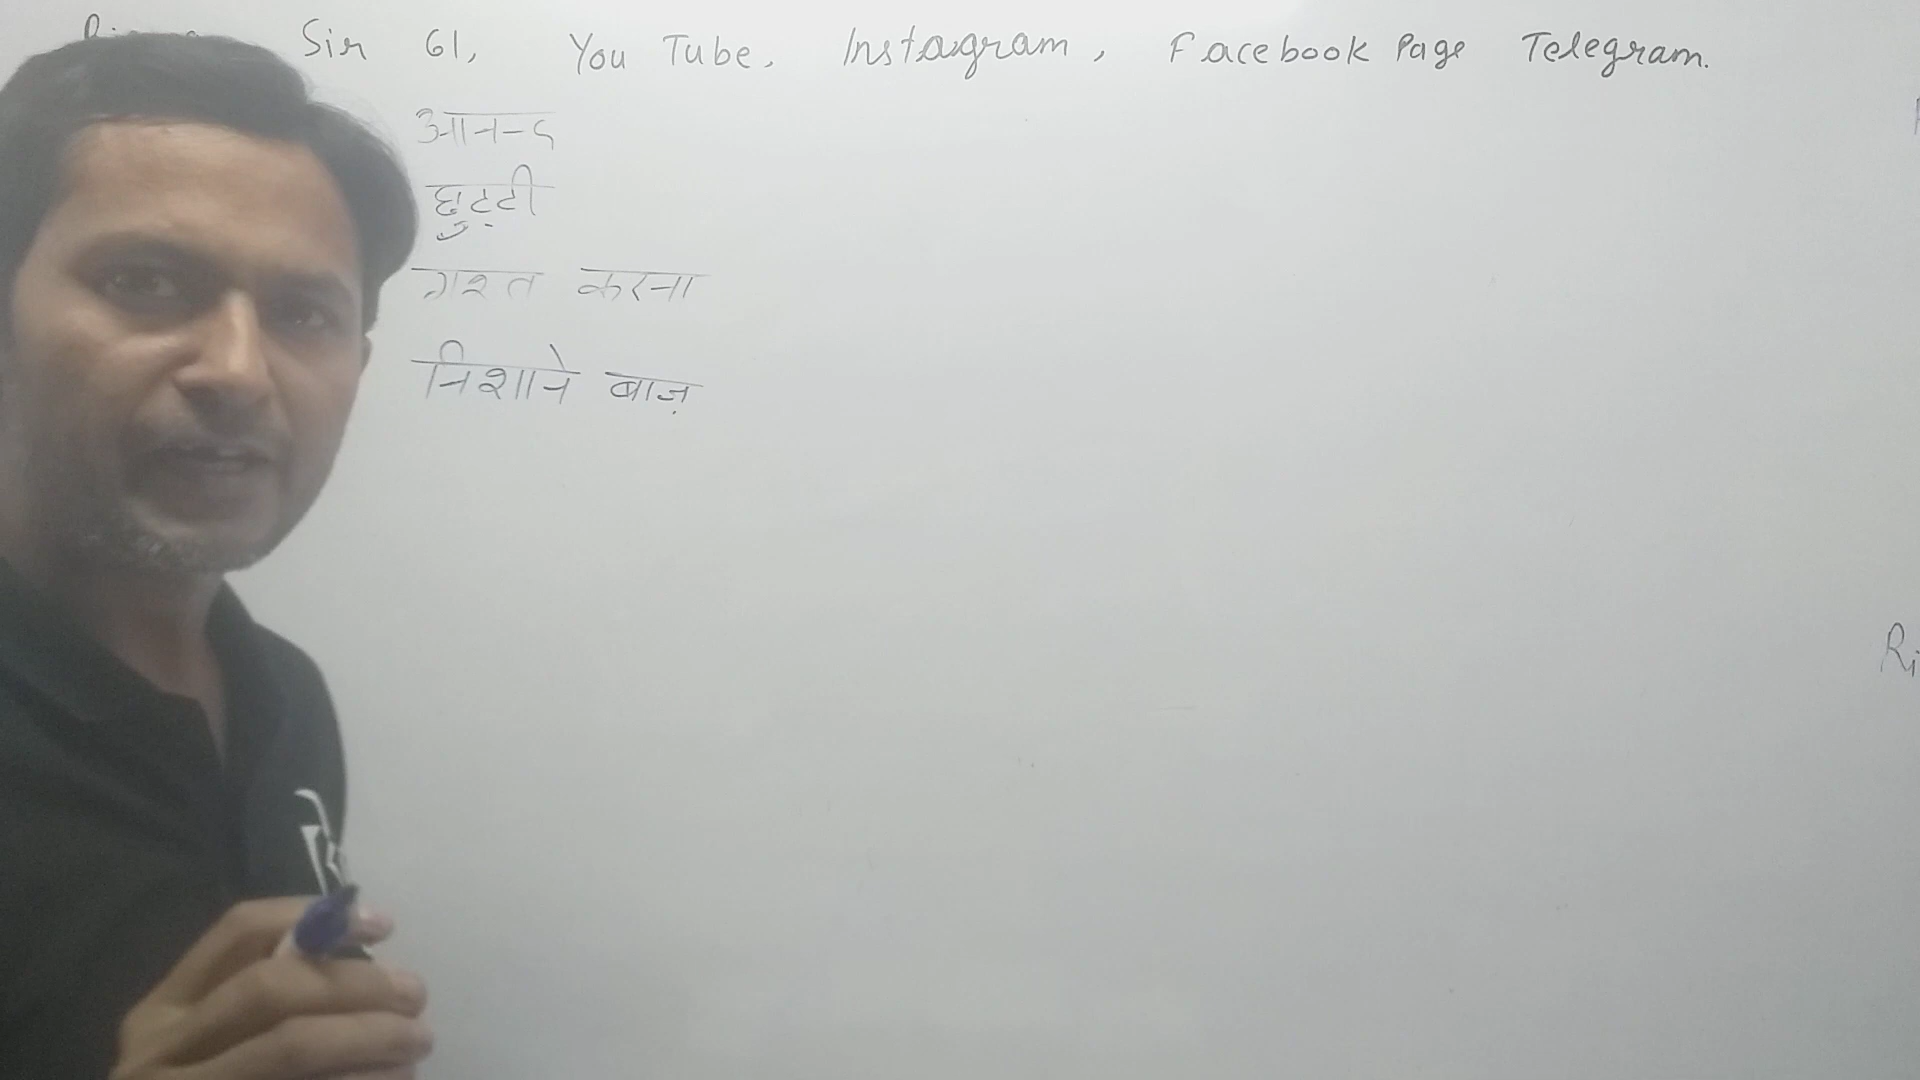 Sir 61, You Tube, Instagram, Facebook Page Telegram.
आनन्द
छुट्टी
गश्त करना
निशाने बाज़